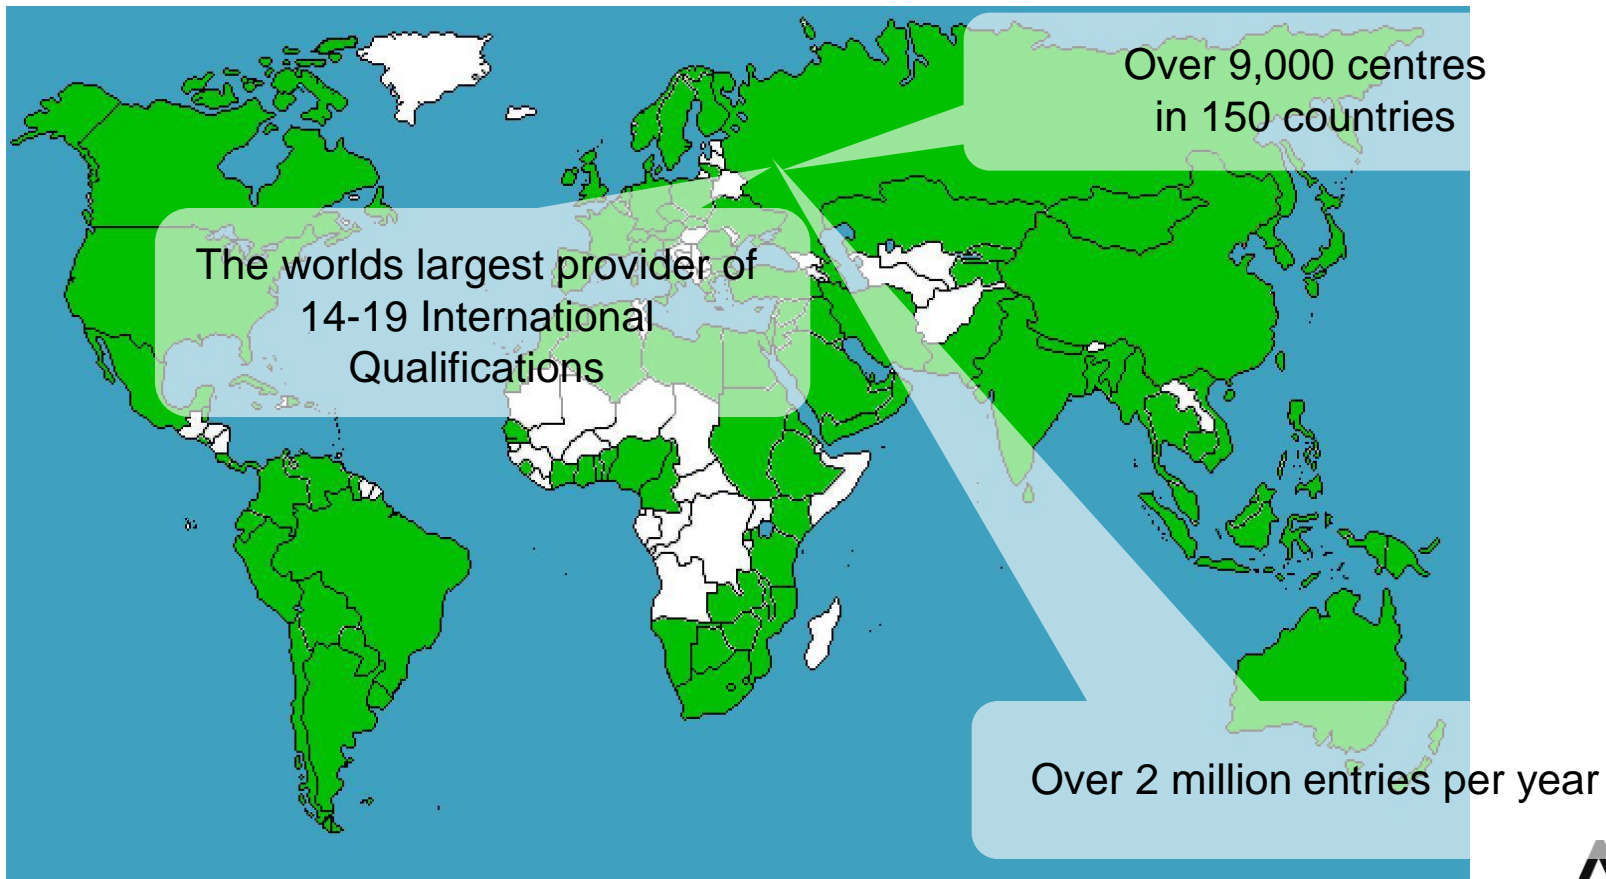 Over 9,000 centres
in 150 countries
The worlds largest provider of
14-19 International
Qualifications
Over 2 million entries per year